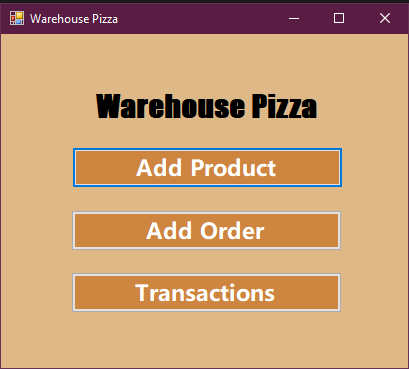 Warehouse Pizza
Warehouse Pizza
Add Product
Add Order
Transactions